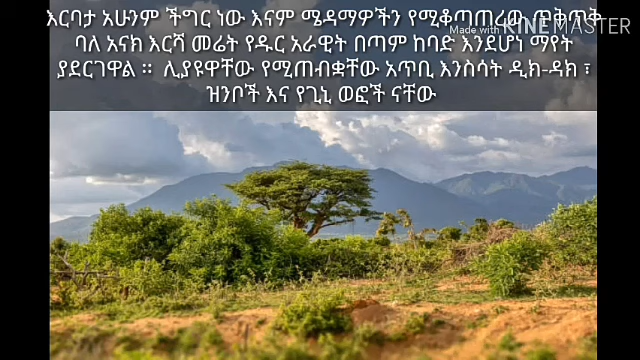 እርባታ አሁንም ችግር ነው እናም ሜዳማዎችን የሚቆጣጠረው ጥቅጥቅ
Made with KINEMASTER
ባለ አናክ እርሻ መሬት የዱር አራዊት በጣም ከባድ እንደሆነ ማየት
ያደርገዋል ። ሊያዩዋቸው የሚጠብቋቸው አጥቢ እንስሳት ዲክ-ዳክ ፣
ዝንቦች እና የጊኒ ወፎች ናቸው